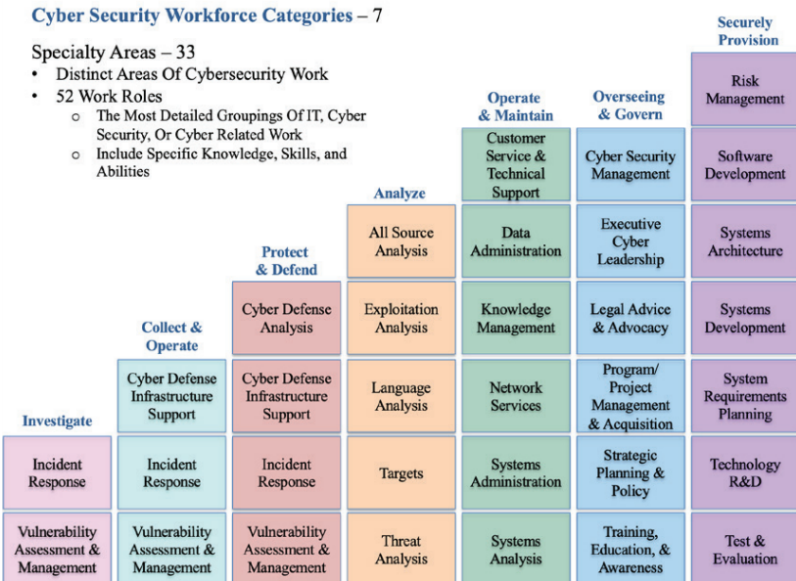 Cyber Security Workforce Categories – 7
Specialty Areas – 33
• Distinct Areas Of Cybersecurity Work
• 52 Work Roles
o The Most Detailed Groupings Of IT, Cyber
Security, Or Cyber Related Work
o Include Specific Knowledge, Skills, and
Abilities
Investigate
Incident
Response
Vulnerability
Assessment &
Management
Collect &
Operate
Cyber Defense
Infrastructure
Support
Incident
Response
Vulnerability
Assessment &
Management
Protect
& Defend
Cyber Defense
Analysis
Cyber Defense
Infrastructure
Support
Incident
Response
Vulnerability
Assessment &
Management
Analyze
All Source
Analysis
Exploitation
Analysis
Language
Analysis
Targets
Threat
Analysis
Operate
& Maintain
Customer
Service &
Technical
Support
Data
Administration
Knowledge
Management
Network
Services
Systems
Administration
Systems
Analysis
Overseeing
& Govern
Cyber Security
Management
Executive
Cyber
Leadership
Legal Advice
& Advocacy
Program/
Project
Management
& Acquisition
Strategic
Planning &
Policy
Training,
Education, &
Awareness
Securely
Provision
Risk
Management
Software
Development
Systems
Architecture
Systems
Development
System
Requirements
Planning
Technology
R&D
Test &
Evaluation